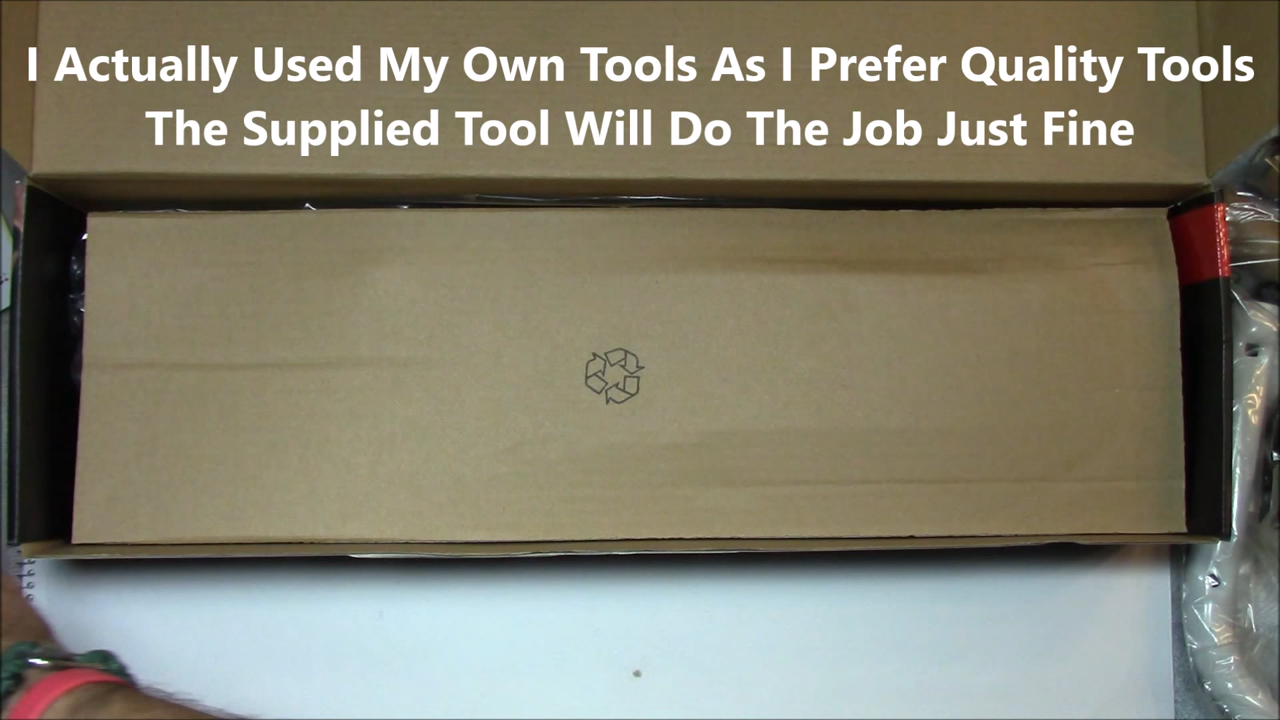 I Actually Used My Own Tools As I Prefer Quality Tools
The Supplied Tool Will Do The Job Just Fine